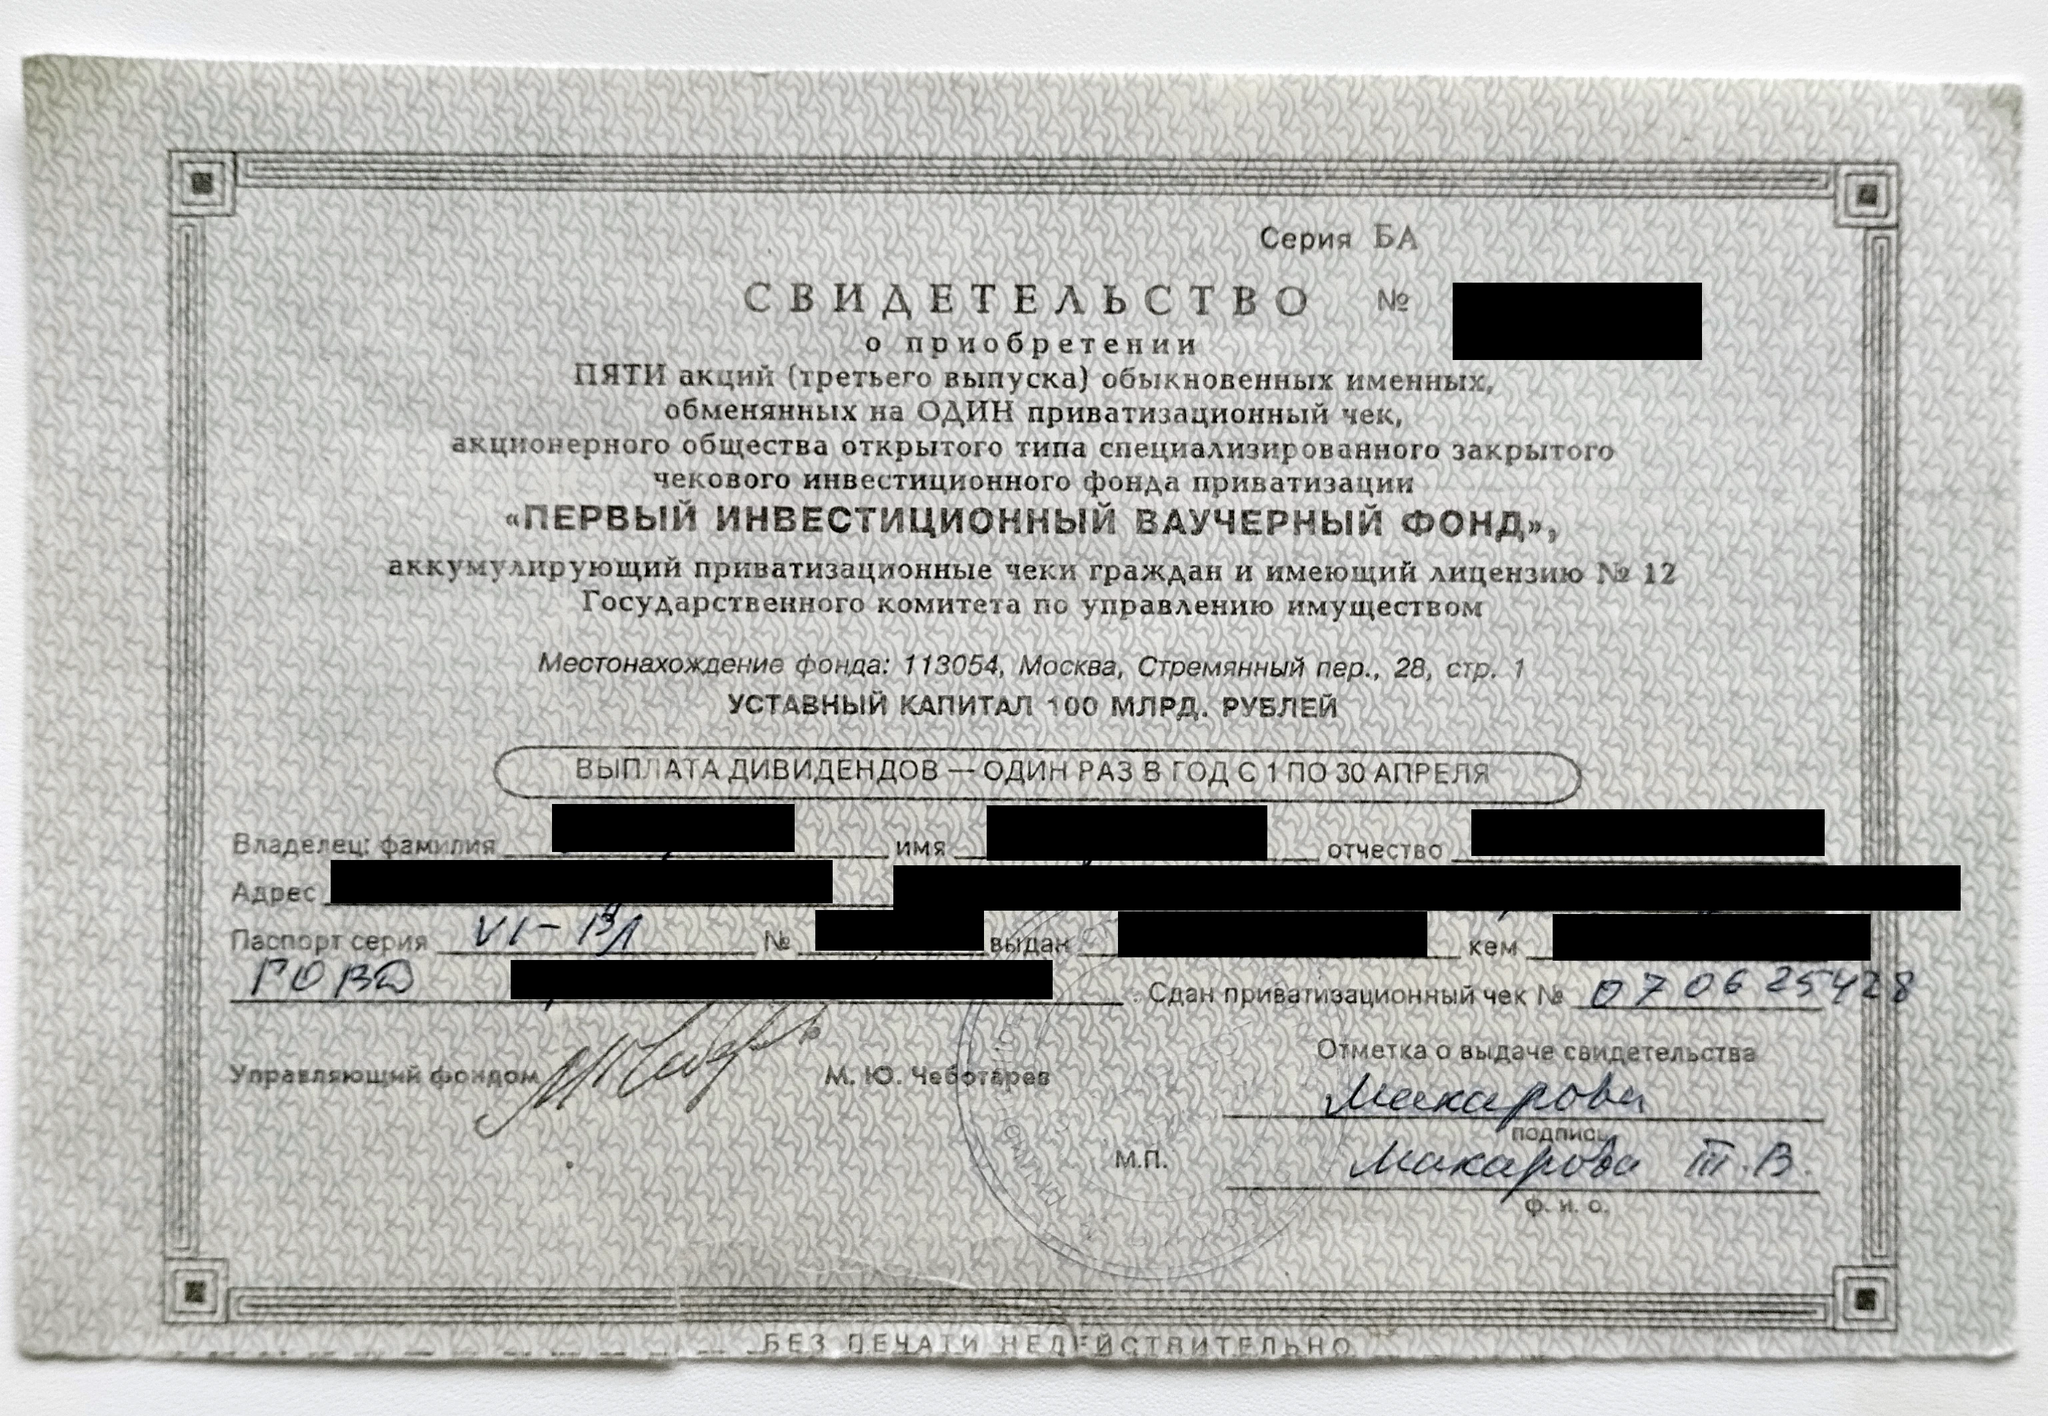 Серия БА
СВИДЕТЕЛЬСТВО №
о приобретении
ПЯТИ акций (третьего выпуска) обыкновенных именных,
обменянных на ОДИН приватизационный чек,
акционерного общества открытого типа специализированного закрытого
чекового инвестиционного фонда приватизации
«ПЕРВЫЙ ИНВЕСТИЦИОННЫЙ ВАУЧЕРНЫЙ ФОНД»,
аккумулирующий приватизационные чеки граждан и имеющий лицензию № 12
Государственного комитета по управлению имуществом
Местонахождение фонда: 113054, Москва, Стремянный пер., 28, стр. 1
УСТАВНЫЙ КАПИТАЛ 100 МЛРД. РУБЛЕЙ
ВЫПЛАТА ДИВИДЕНДОВ — ОДИН РАЗ В ГОД С 1 ПО 30 АПРЕЛЯ
Владелец: фамилия имя отчество
Адрес
Паспорт серия VI-ВЛ № выдан кем
ГОВД . Сдан приватизационный чек № 070625428
Управляющий фондом М. Ю. Чеботарев
Отметка о выдаче свидетельства
Макарова
подпись
М.П.
Макарова Т.В.
ф. и. о.
БЕЗ ПЕЧАТИ НЕДЕЙСТВИТЕЛЬНО